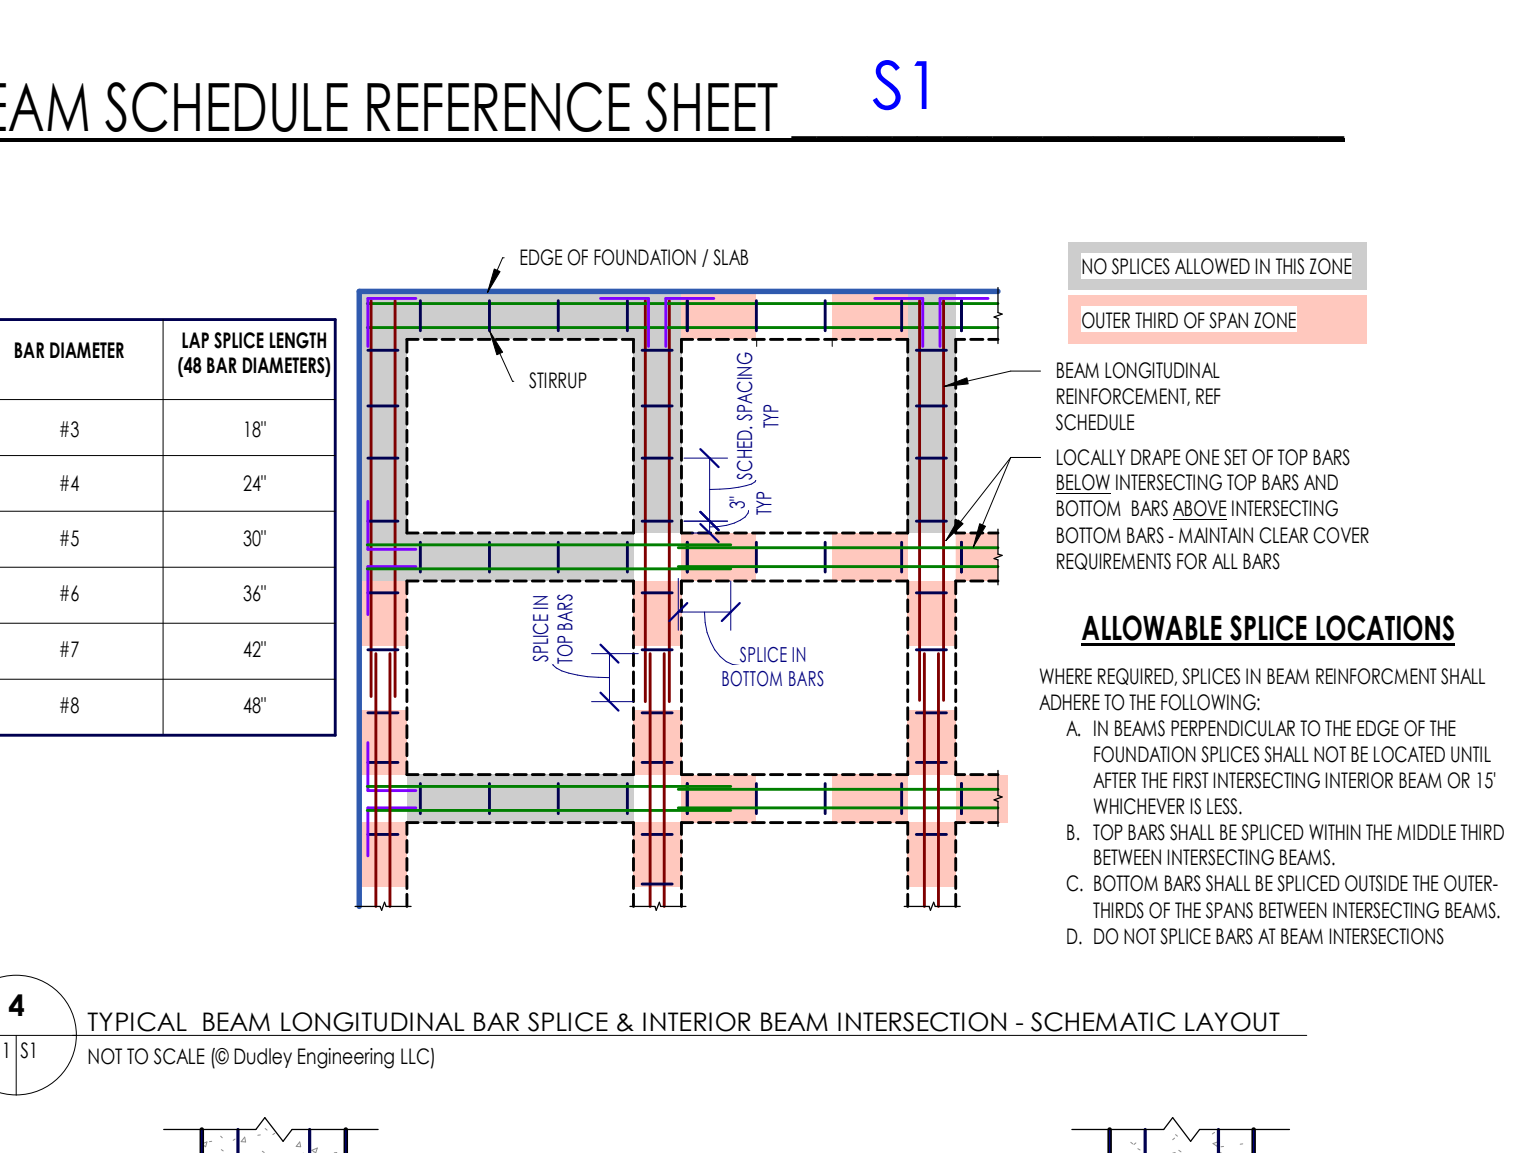 EAM SCHEDULE REFERENCE SHEET
S1
EDGE OF FOUNDATION / SLAB
STIRRUP
BAR DIAMETER
LAP SPLICE LENGTH
(48 BAR DIAMETERS)
#3 18"
#4 24"
#5 30"
#6 36"
#7 42"
#8 48"
SCHED. SPACING
TYP
3"
TYP
SPLICE IN
TOP BARS
SPLICE IN
BOTTOM BARS
NO SPLICES ALLOWED IN THIS ZONE
OUTER THIRD OF SPAN ZONE
BEAM LONGITUDINAL
REINFORCEMENT, REF
SCHEDULE
LOCALLY DRAPE ONE SET OF TOP BARS
BELOW INTERSECTING TOP BARS AND
BOTTOM BARS ABOVE INTERSECTING
BOTTOM BARS - MAINTAIN CLEAR COVER
REQUIREMENTS FOR ALL BARS
ALLOWABLE SPLICE LOCATIONS
WHERE REQUIRED, SPLICES IN BEAM REINFORCMENT SHALL
ADHERE TO THE FOLLOWING:
A. IN BEAMS PERPENDICULAR TO THE EDGE OF THE
FOUNDATION SPLICES SHALL NOT BE LOCATED UNTIL
AFTER THE FIRST INTERSECTING INTERIOR BEAM OR 15'
WHICHEVER IS LESS.
B. TOP BARS SHALL BE SPLICED WITHIN THE MIDDLE THIRD
BETWEEN INTERSECTING BEAMS.
C. BOTTOM BARS SHALL BE SPLICED OUTSIDE THE OUTER-
THIRDS OF THE SPANS BETWEEN INTERSECTING BEAMS.
D. DO NOT SPLICE BARS AT BEAM INTERSECTIONS
4
1 S1
TYPICAL BEAM LONGITUDINAL BAR SPLICE & INTERIOR BEAM INTERSECTION - SCHEMATIC LAYOUT
NOT TO SCALE (© Dudley Engineering LLC)